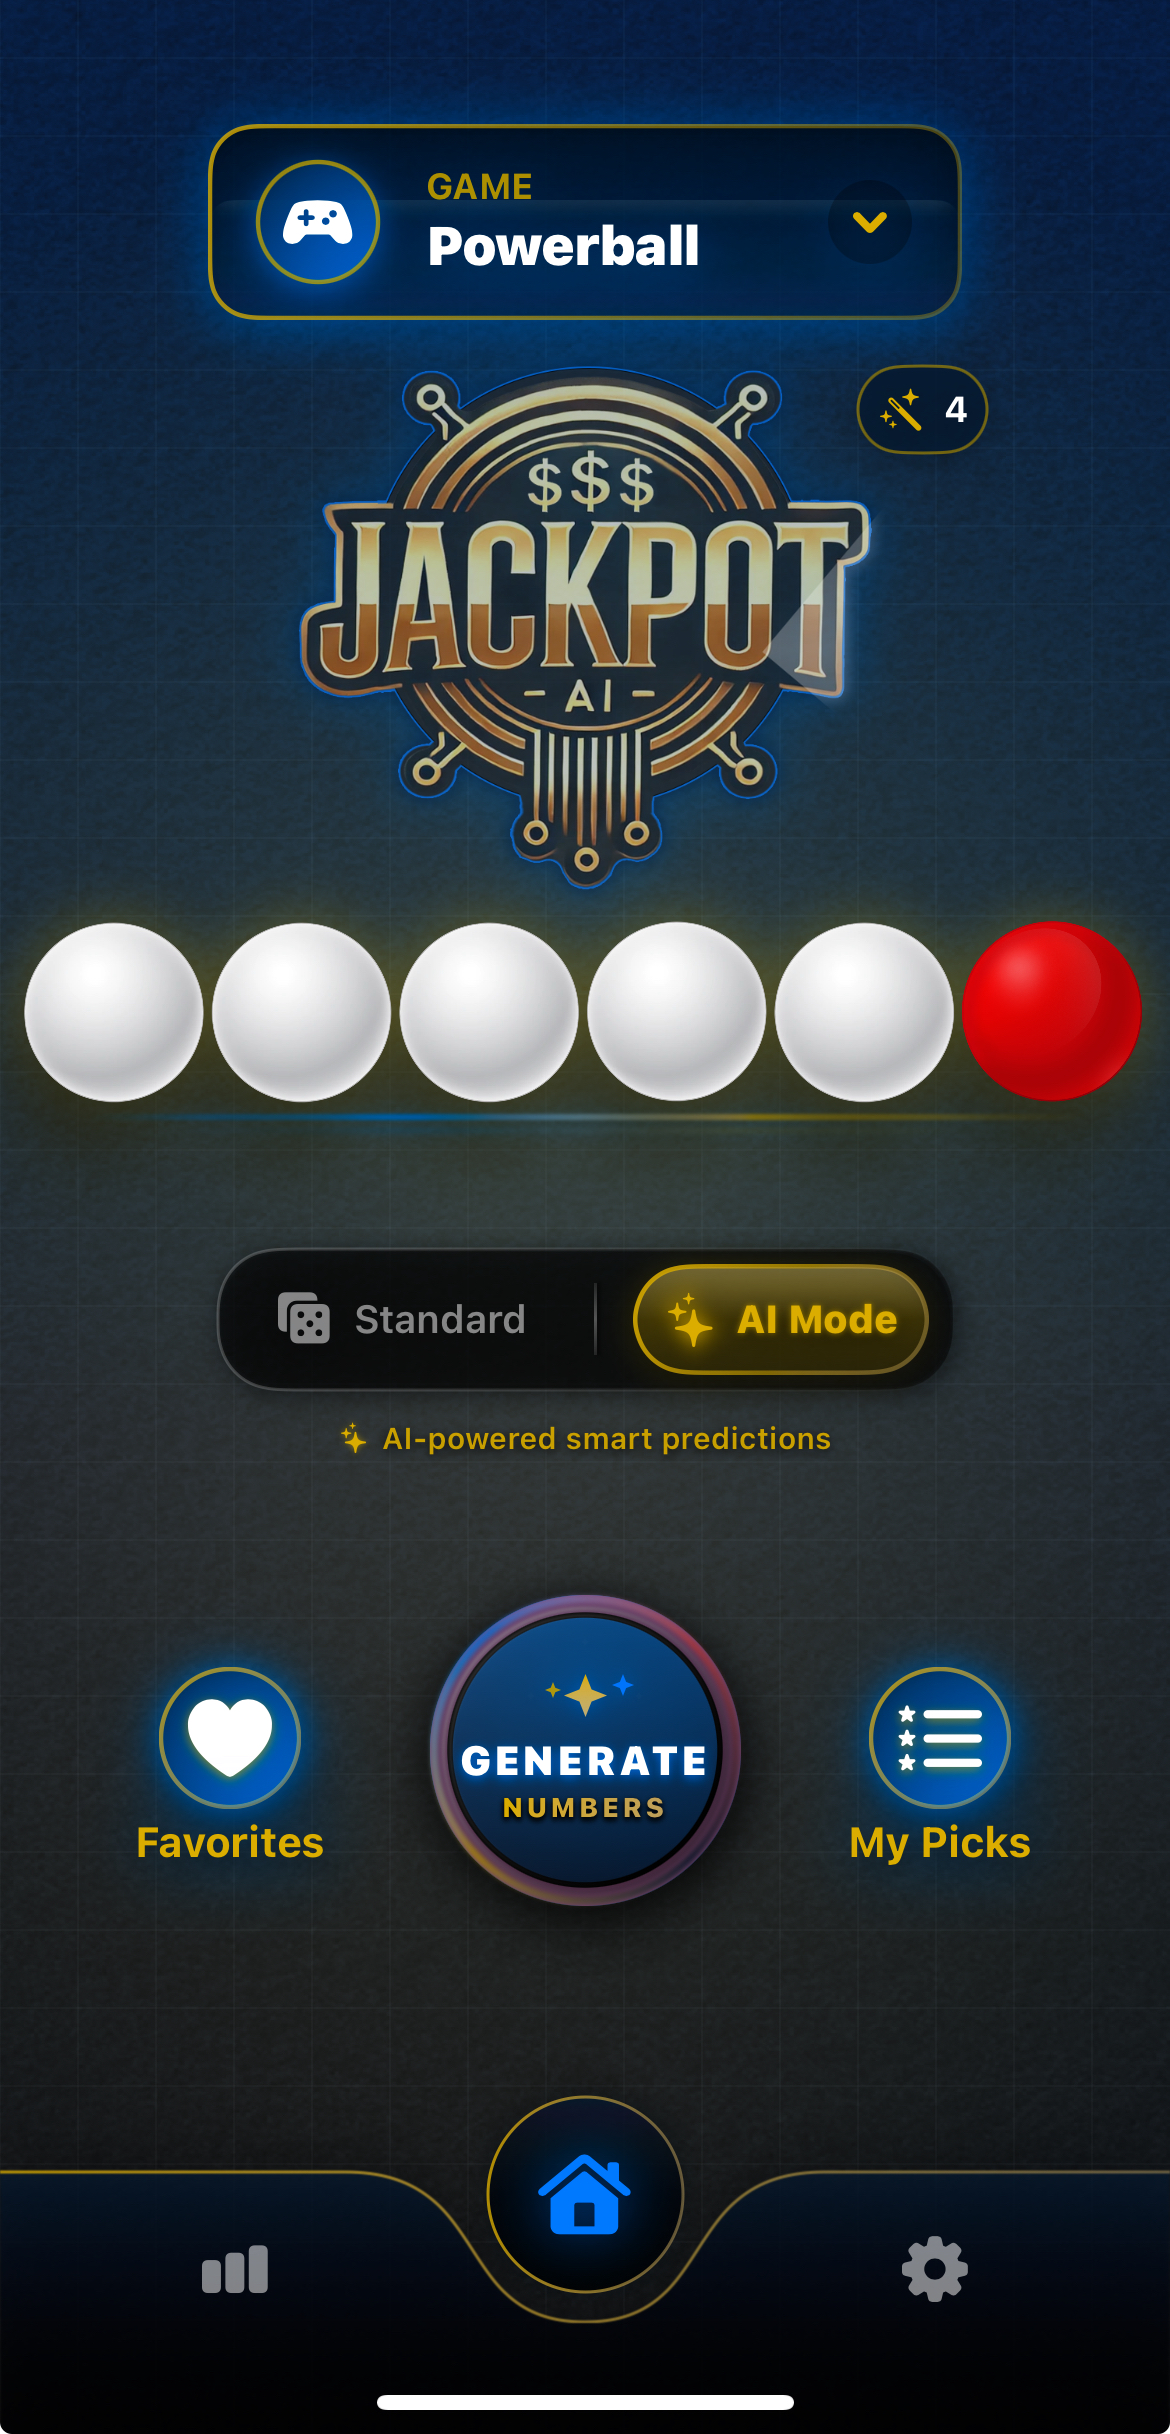 GAME
Powerball
4
$$$
JACKPOT
- AI -
Standard
AI Mode
AI-powered smart predictions
GENERATE
NUMBERS
Favorites
My Picks